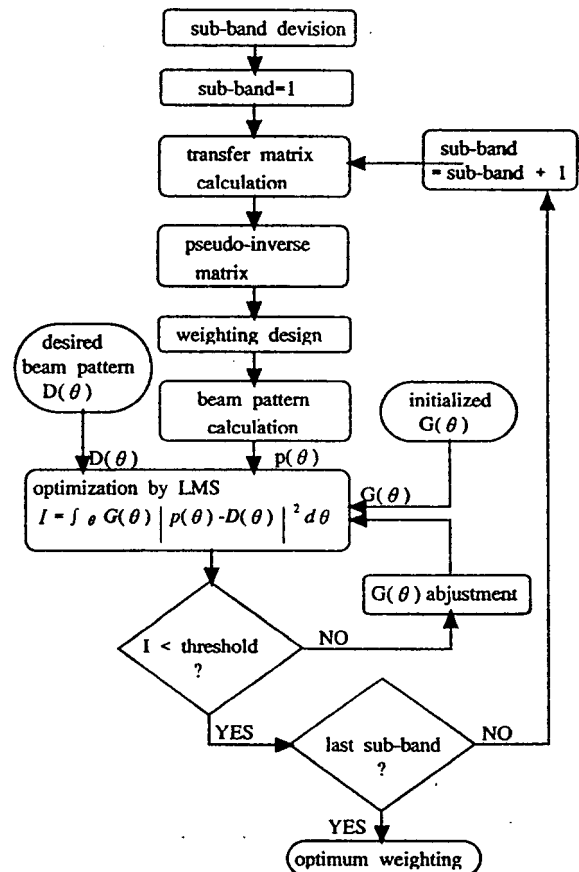 sub-band devision
sub-band=1
transfer matrix
calculation
sub-band
= sub-band + 1
pseudo-inverse
matrix
weighting design
desired
beam pattern
D(θ)
beam pattern
calculation
initialized
G(θ)
D(θ)
p(θ)
G(θ)
optimization by LMS
I = ∫ θ G(θ) | p(θ) -D(θ) | ² dθ
G(θ) abjustment
I < threshold
?
NO
YES
last sub-band
?
NO
YES
optimum weighting